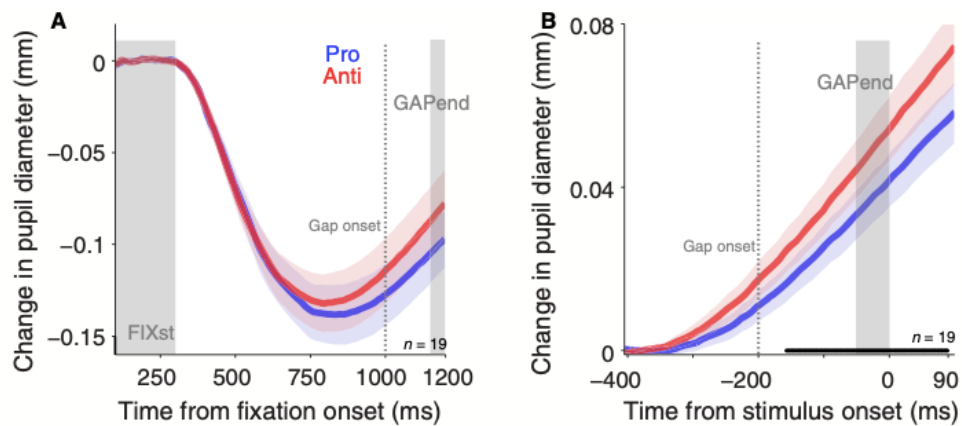 A
Change in pupil diameter (mm)
0
−0.05
−0.1
−0.15
Pro
Anti
GAPend
Gap onset
FIXst
n = 19
250
500
750
1000
1200
Time from fixation onset (ms)
B
Change in pupil diameter (mm)
0.08
0.04
0
GAPend
Gap onset
n = 19
−400
−200
0
90
Time from stimulus onset (ms)